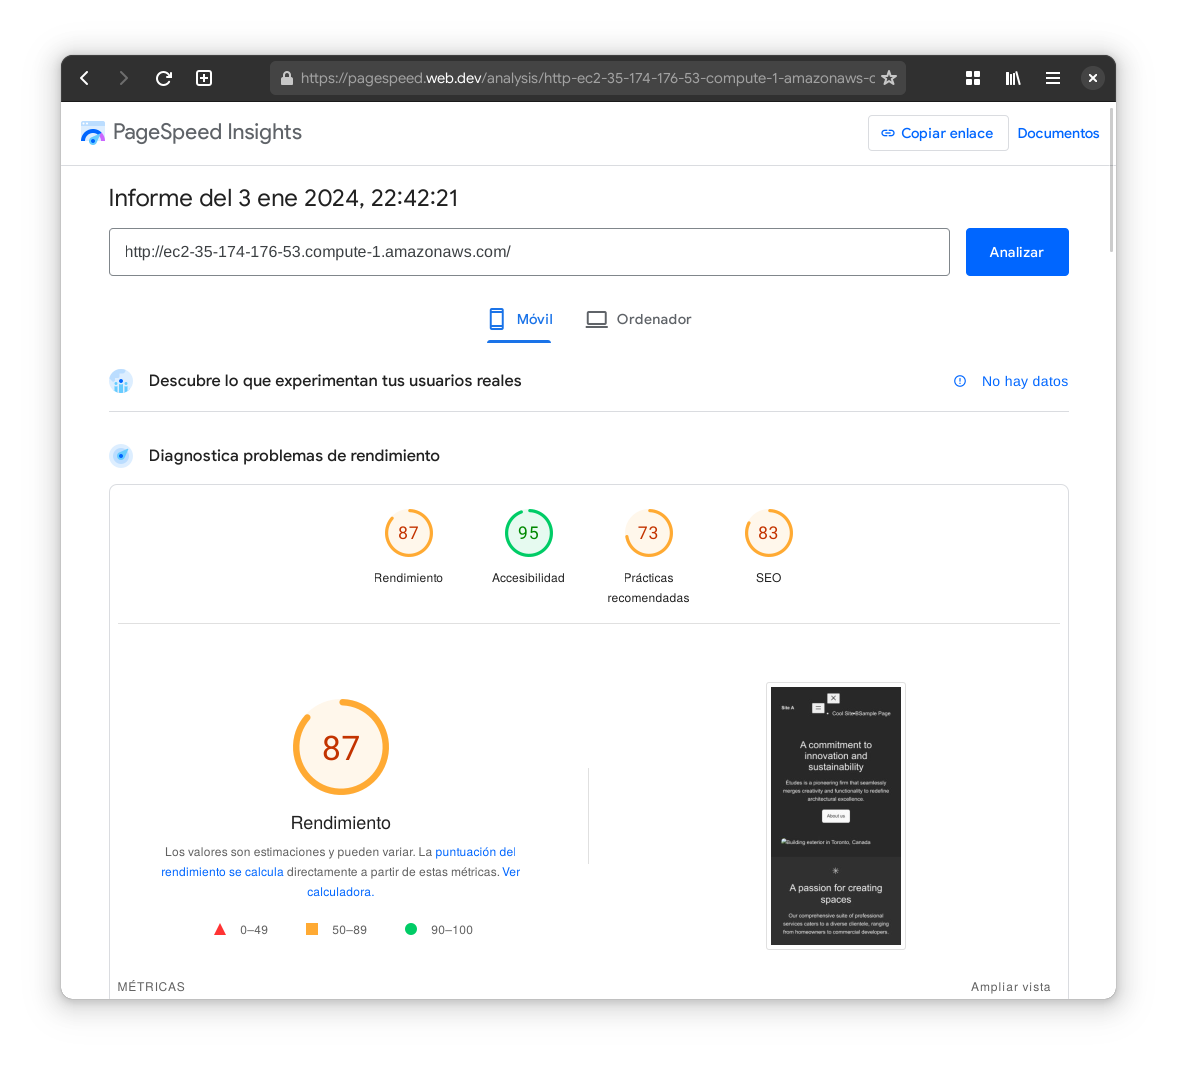 https://pagespeed.web.dev/analysis/http-ec2-35-174-176-53-compute-1-amazonaws-c
PageSpeed Insights
Copiar enlace
Documentos
Informe del 3 ene 2024, 22:42:21
http://ec2-35-174-176-53.compute-1.amazonaws.com/
Analizar
Móvil
Ordenador
Descubre lo que experimentan tus usuarios reales
No hay datos
Diagnostica problemas de rendimiento
87
95
73
83
Rendimiento
Accesibilidad
Prácticas
recomendadas
SEO
87
Rendimiento
Los valores son estimaciones y pueden variar. La puntuación del
rendimiento se calcula directamente a partir de estas métricas. Ver
calculadora.
0–49
50–89
90–100
Site A
Cool Site
BSample Page
A commitment to
innovation and
sustainability
Études is a pioneering firm that seamlessly
merges creativity and functionality to redefine
architectural excellence.
About us
Building exterior in Toronto, Canada
A passion for creating
spaces
Our comprehensive suite of professional
services caters to a diverse clientele, ranging
from homeowners to commercial developers.
MÉTRICAS
Ampliar vista